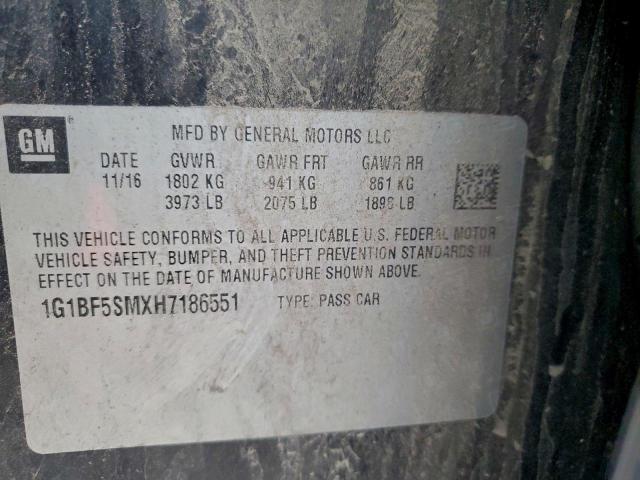 GM
MFD BY GENERAL MOTORS LLC
DATE GVWR GAWR FRT GAWR RR
11/16 1802 KG 941 KG 861 KG
3973 LB 2075 LB 1898 LB
THIS VEHICLE CONFORMS TO ALL APPLICABLE U.S. FEDERAL MOTOR
VEHICLE SAFETY, BUMPER, AND THEFT PREVENTION STANDARDS IN
EFFECT ON THE DATE OF MANUFACTURE SHOWN ABOVE.
1G1BF5SMXH7186551 TYPE: PASS CAR